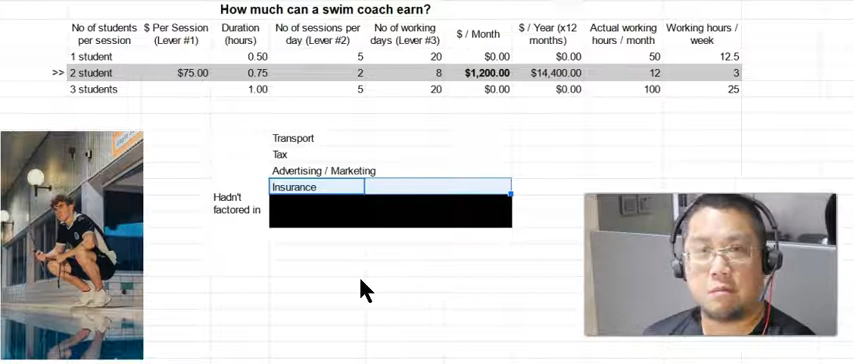 How much can a swim coach earn?
No of students per session $ Per Session (Lever #1) Duration (hours) No of sessions per day (Lever #2) No of working days (Lever #3) $ / Month $ / Year (x12 months) Actual working hours / month Working hours / week
1 student 0.50 5 20 $0.00 $0.00 50 12.5
>> 2 student $75.00 0.75 2 8 $1,200.00 $14,400.00 12 3
3 students 1.00 5 20 $0.00 $0.00 100 25
Transport
Tax
Advertising / Marketing
Insurance
Hadn't
factored in